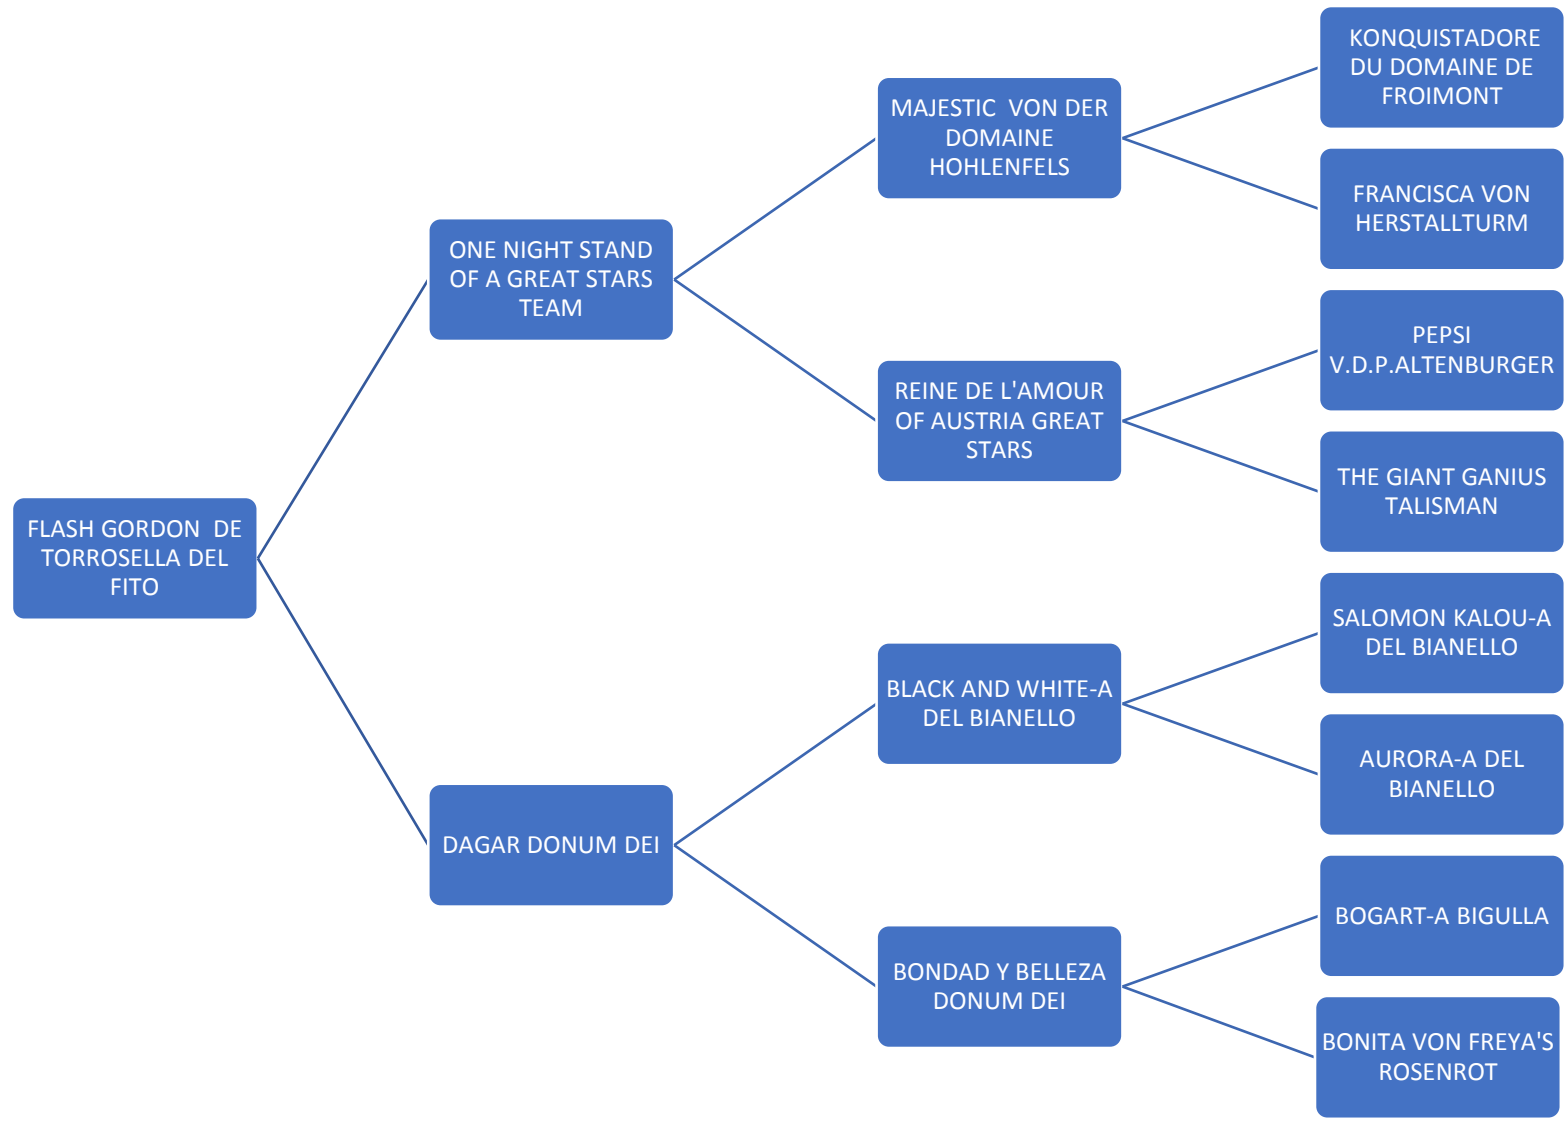 FLASH GORDON  DE
TORROSELLA DEL
FITO
ONE NIGHT STAND
OF A GREAT STARS
TEAM
MAJESTIC  VON DER
DOMAINE
HOHLENFELS
KONQUISTADORE
DU DOMAINE DE
FROIMONT
FRANCISCA VON
HERSTALLTURM
REINE DE L'AMOUR
OF AUSTRIA GREAT
STARS
PEPSI
V.D.P.ALTENBURGER
THE GIANT GANIUS
TALISMAN
DAGAR DONUM DEI
BLACK AND WHITE-A
DEL BIANELLO
SALOMON KALOU-A
DEL BIANELLO
AURORA-A DEL
BIANELLO
BONDAD Y BELLEZA
DONUM DEI
BOGART-A BIGULLA
BONITA VON FREYA'S
ROSENROT